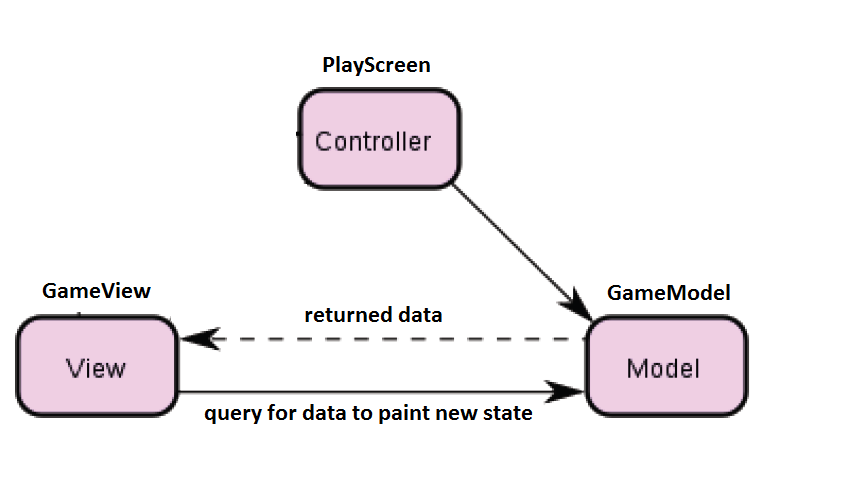 PlayScreen
Controller
GameView
GameModel
returned data
View
Model
query for data to paint new state